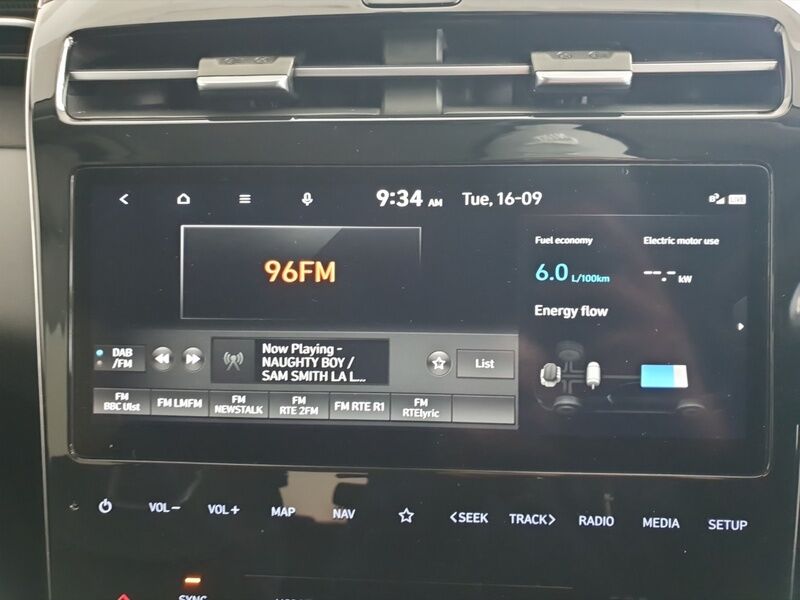 9:34 AM Tue, 16-09
96FM
Fuel economy Electric motor use
6.0 L/100km --.- kW
Energy flow
DAB
/FM
Now Playing -
NAUGHTY BOY /
SAM SMITH LA L...
List
FM
BBC Ulst
FM LMFM
FM
NEWSTALK
FM
RTE 2FM
FM RTE R1
FM
RTElyric
VOL− VOL+ MAP NAV <SEEK TRACK> RADIO MEDIA SETUP
SYNC